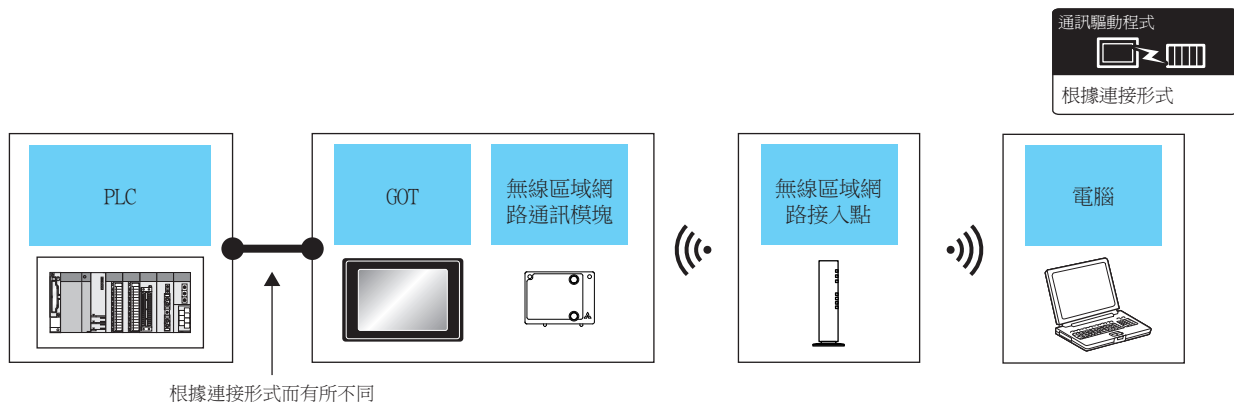 通訊驅動程式
根據連接形式
PLC
GOT
無線區域網
路通訊模塊
無線區域網
路接入點
電腦
根據連接形式而有所不同